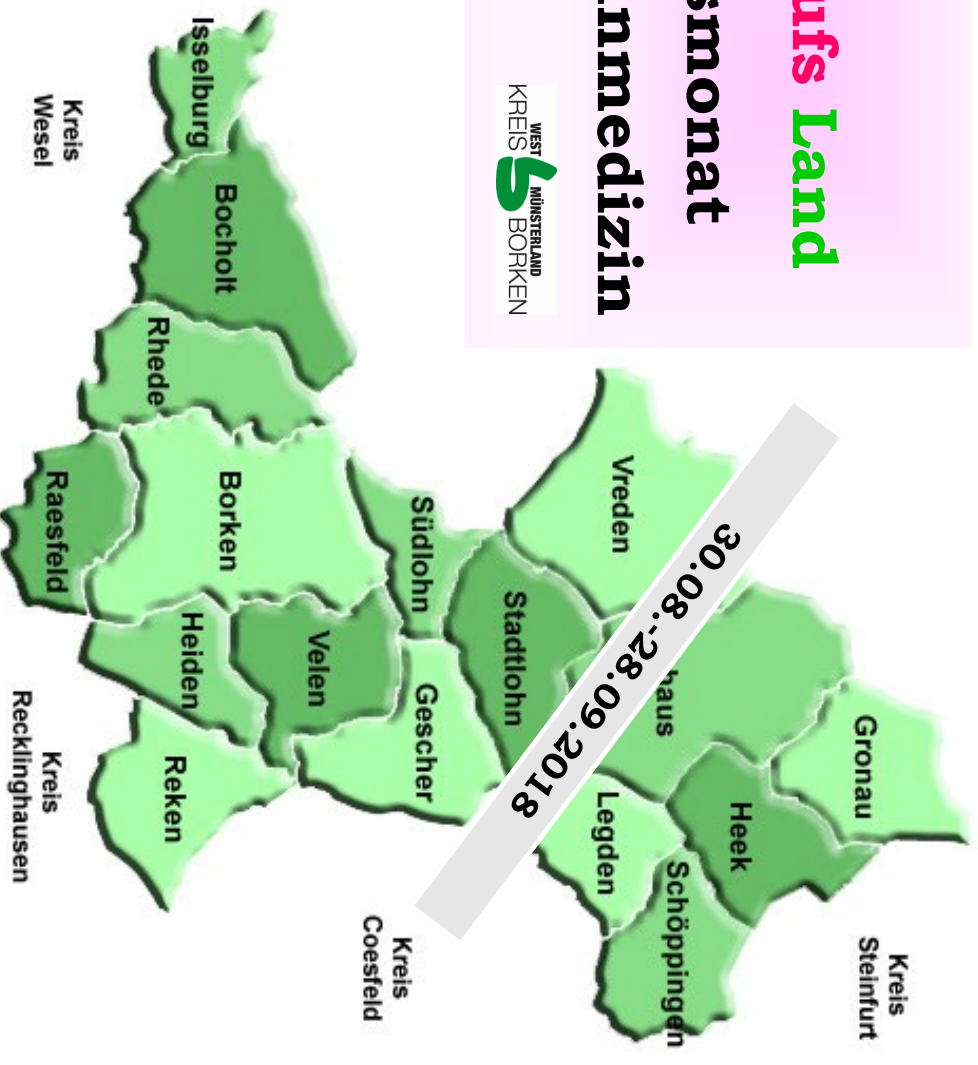 ufs Land
smonat
nmedizin
WEST MÜNSTERLAND
KREIS BORKEN
Kreis
Steinfurt
Gronau
Heek
haus
Schöppingen
Vreden
Legden
30.08.-28.09.2018
Stadtlohn
Südlohn
Gescher
Kreis
Coesfeld
Velen
Borken
Bocholt
Isselburg
Heiden
Reken
Rhede
Raesfeld
Kreis
Wesel
Kreis
Recklinghausen